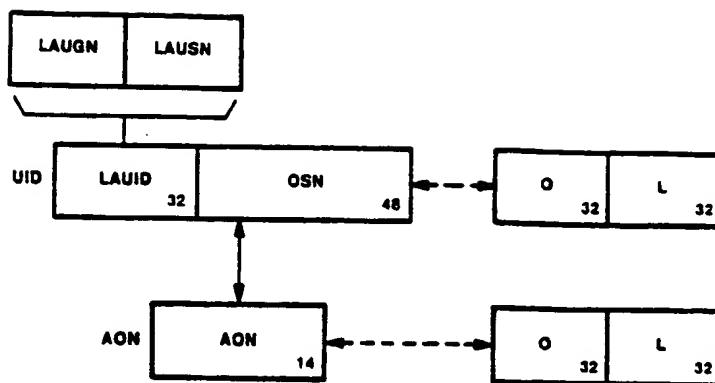 LAUGN LAUSN
UID LAUID 32 OSN 48 O 32 L 32
AON AON 14 O 32 L 32